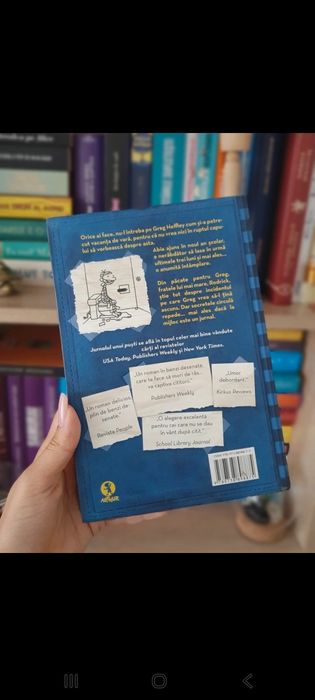 Orice ai face, nu-l întreba pe Greg Heffley cum și-a petre-
cut vacanța de vară, pentru că nu vrea nici în ruptul capu-
lui să vorbească despre asta.
Abia ajuns în noul an școlar,
e nerăbdător să lase în urmă
ultimele trei luni și mai ales...
o anumită întâmplare.
Din păcate pentru Greg,
fratele lui mai mare, Rodrick,
știe tot despre incidentul
pe care Greg vrea să-l țină
ascuns. Dar secretele circulă
repede... mai ales dacă la
mijloc este un jurnal.
Jurnalul unui puști se află în topul celor mai bine vândute
cărți al revistelor
USA Today, Publishers Weekly și New York Times.
„Un roman în benzi desenate
care te face să mori de râs...
va captiva cititorii.”
Publishers Weekly
„Umor
debordant.”
Kirkus Reviews
„Un roman delicios,
plin de benzi de-
senate.”
Revista People
„O alegere excelentă
pentru cei care nu se dau
în vânt după citit.”
School Library Journal
ARTHUR